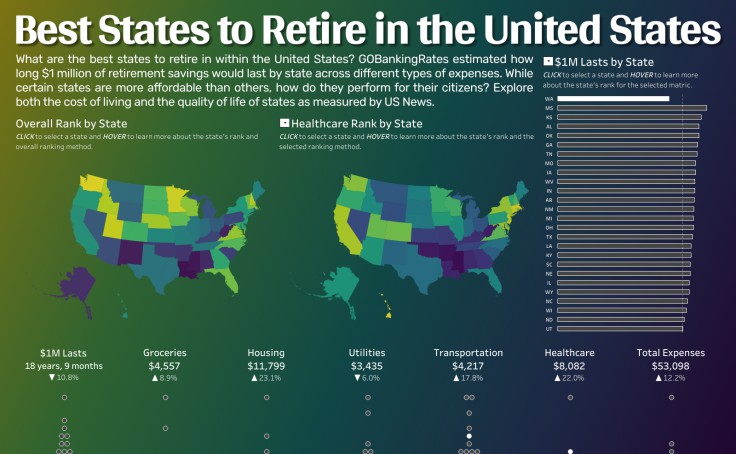 Best States to Retire in the United States
What are the best states to retire in within the United States? GOBankingRates estimated how
long $1 million of retirement savings would last by state across different types of expenses. While
certain states are more affordable than others, how do they perform for their citizens? Explore
both the cost of living and the quality of life of states as measured by US News.
$1M Lasts by State
CLICK to select a state and HOVER to learn more
about the state's rank for the selected matric.
Overall Rank by State
CLICK to select a state and HOVER to learn more about the state's rank and
overall ranking method.
Healthcare Rank by State
CLICK to select a state and HOVER to learn more about the state's rank and the
selected ranking method.
WA
MS
KS
AL
OK
GA
TN
MO
IA
WV
IN
AR
NM
MI
OH
TX
LA
KY
SC
NE
IL
WY
NC
WI
ND
UT
$1M Lasts
18 years, 9 months
▼10.8%
Groceries
$4,557
▲8.9%
Housing
$11,799
▲23.1%
Utilities
$3,435
▼6.0%
Transportation
$4,217
▲17.8%
Healthcare
$8,082
▲22.0%
Total Expenses
$53,098
▲12.2%